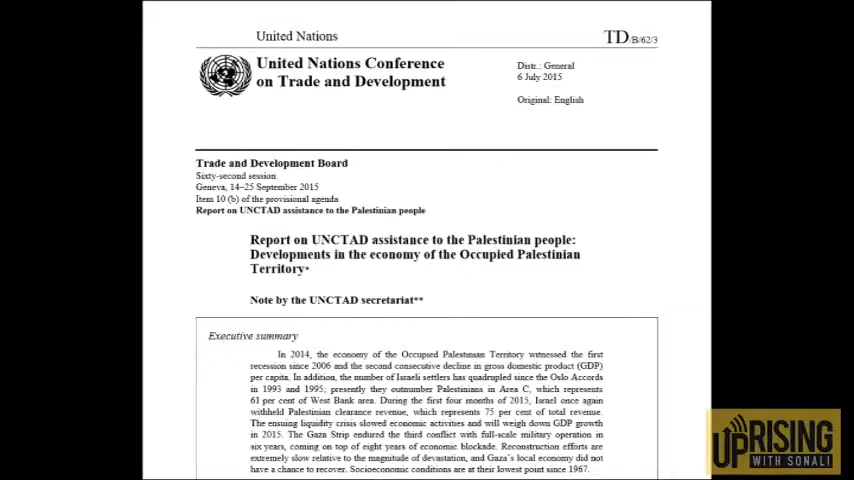 United Nations
TD/B/62/3
United Nations Conference
on Trade and Development
Distr.: General
6 July 2015
Original: English
Trade and Development Board
Sixty-second session
Geneva, 14–25 September 2015
Item 10 (b) of the provisional agenda
Report on UNCTAD assistance to the Palestinian people
Report on UNCTAD assistance to the Palestinian people:
Developments in the economy of the Occupied Palestinian
Territory*
Note by the UNCTAD secretariat**
Executive summary
In 2014, the economy of the Occupied Palestinian Territory witnessed the first
recession since 2006 and the second consecutive decline in gross domestic product (GDP)
per capita. In addition, the number of Israeli settlers has quadrupled since the Oslo Accords
in 1993 and 1995; presently they outnumber Palestinians in Area C, which represents
61 per cent of West Bank area. During the first four months of 2015, Israel once again
withheld Palestinian clearance revenue, which represents 75 per cent of total revenue.
The ensuing liquidity crisis slowed economic activities and will weigh down GDP growth
in 2015. The Gaza Strip endured the third conflict with full-scale military operation in
six years, coming on top of eight years of economic blockade. Reconstruction efforts are
extremely slow relative to the magnitude of devastation, and Gaza's local economy did not
have a chance to recover. Socioeconomic conditions are at their lowest point since 1967.
UPRISING
WITH SONALI